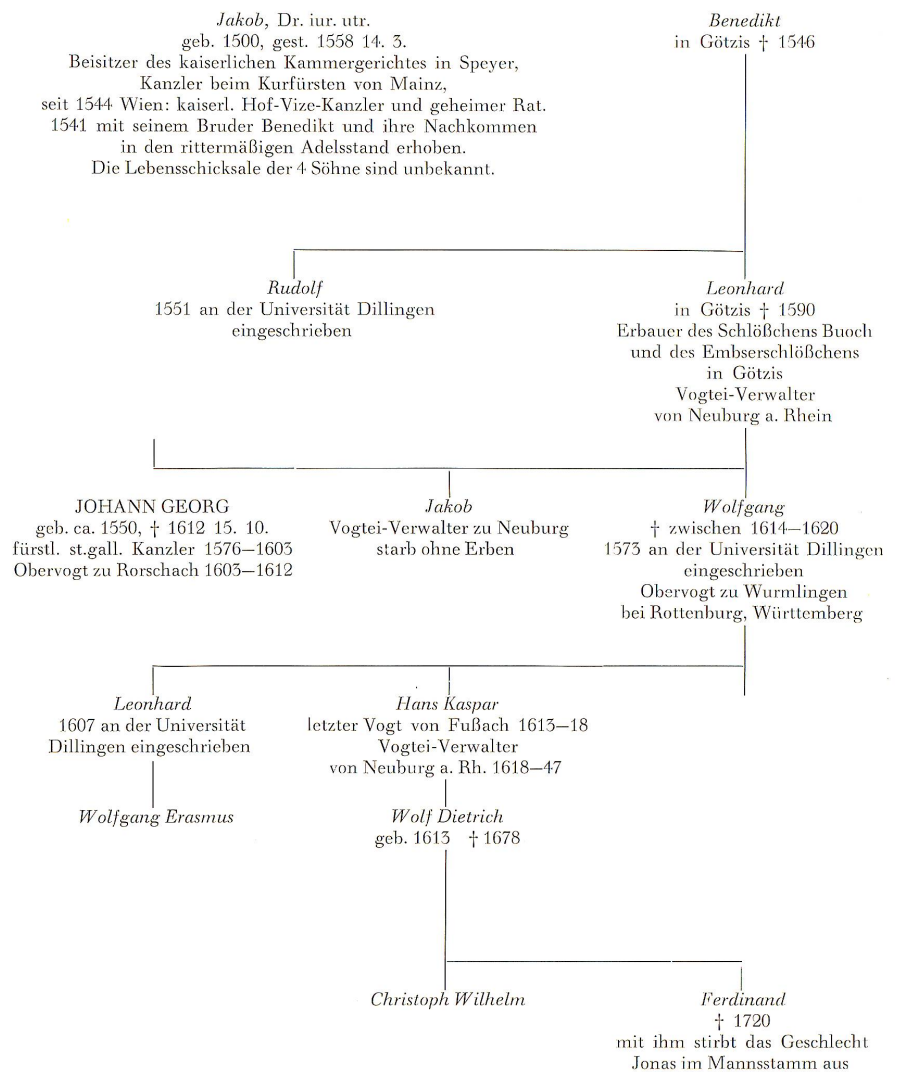 Jakob, Dr. iur. utr.
geb. 1500, gest. 1558 14. 3.
Beisitzer des kaiserlichen Kammergerichtes in Speyer,
Kanzler beim Kurfürsten von Mainz,
seit 1544 Wien: kaiserl. Hof-Vize-Kanzler und geheimer Rat.
1541 mit seinem Bruder Benedikt und ihre Nachkommen
in den rittermäßigen Adelsstand erhoben.
Die Lebensschicksale der 4 Söhne sind unbekannt.
Benedikt
in Götzis † 1546
Rudolf
1551 an der Universität Dillingen
eingeschrieben
Leonhard
in Götzis † 1590
Erbauer des Schlößchens Buoch
und des Embserschlößchens
in Götzis
Vogtei-Verwalter
von Neuburg a. Rhein
JOHANN GEORG
geb. ca. 1550, † 1612 15. 10.
fürstl. st.gall. Kanzler 1576—1603
Obervogt zu Rorschach 1603—1612
Jakob
Vogtei-Verwalter zu Neuburg
starb ohne Erben
Wolfgang
† zwischen 1614—1620
1573 an der Universität Dillingen
eingeschrieben
Obervogt zu Wurmlingen
bei Rottenburg, Württemberg
Leonhard
1607 an der Universität
Dillingen eingeschrieben
Hans Kaspar
letzter Vogt von Fußach 1613—18
Vogtei-Verwalter
von Neuburg a. Rh. 1618—47
Wolfgang Erasmus
Wolf Dietrich
geb. 1613 † 1678
Christoph Wilhelm
Ferdinand
† 1720
mit ihm stirbt das Geschlecht
Jonas im Mannsstamm aus